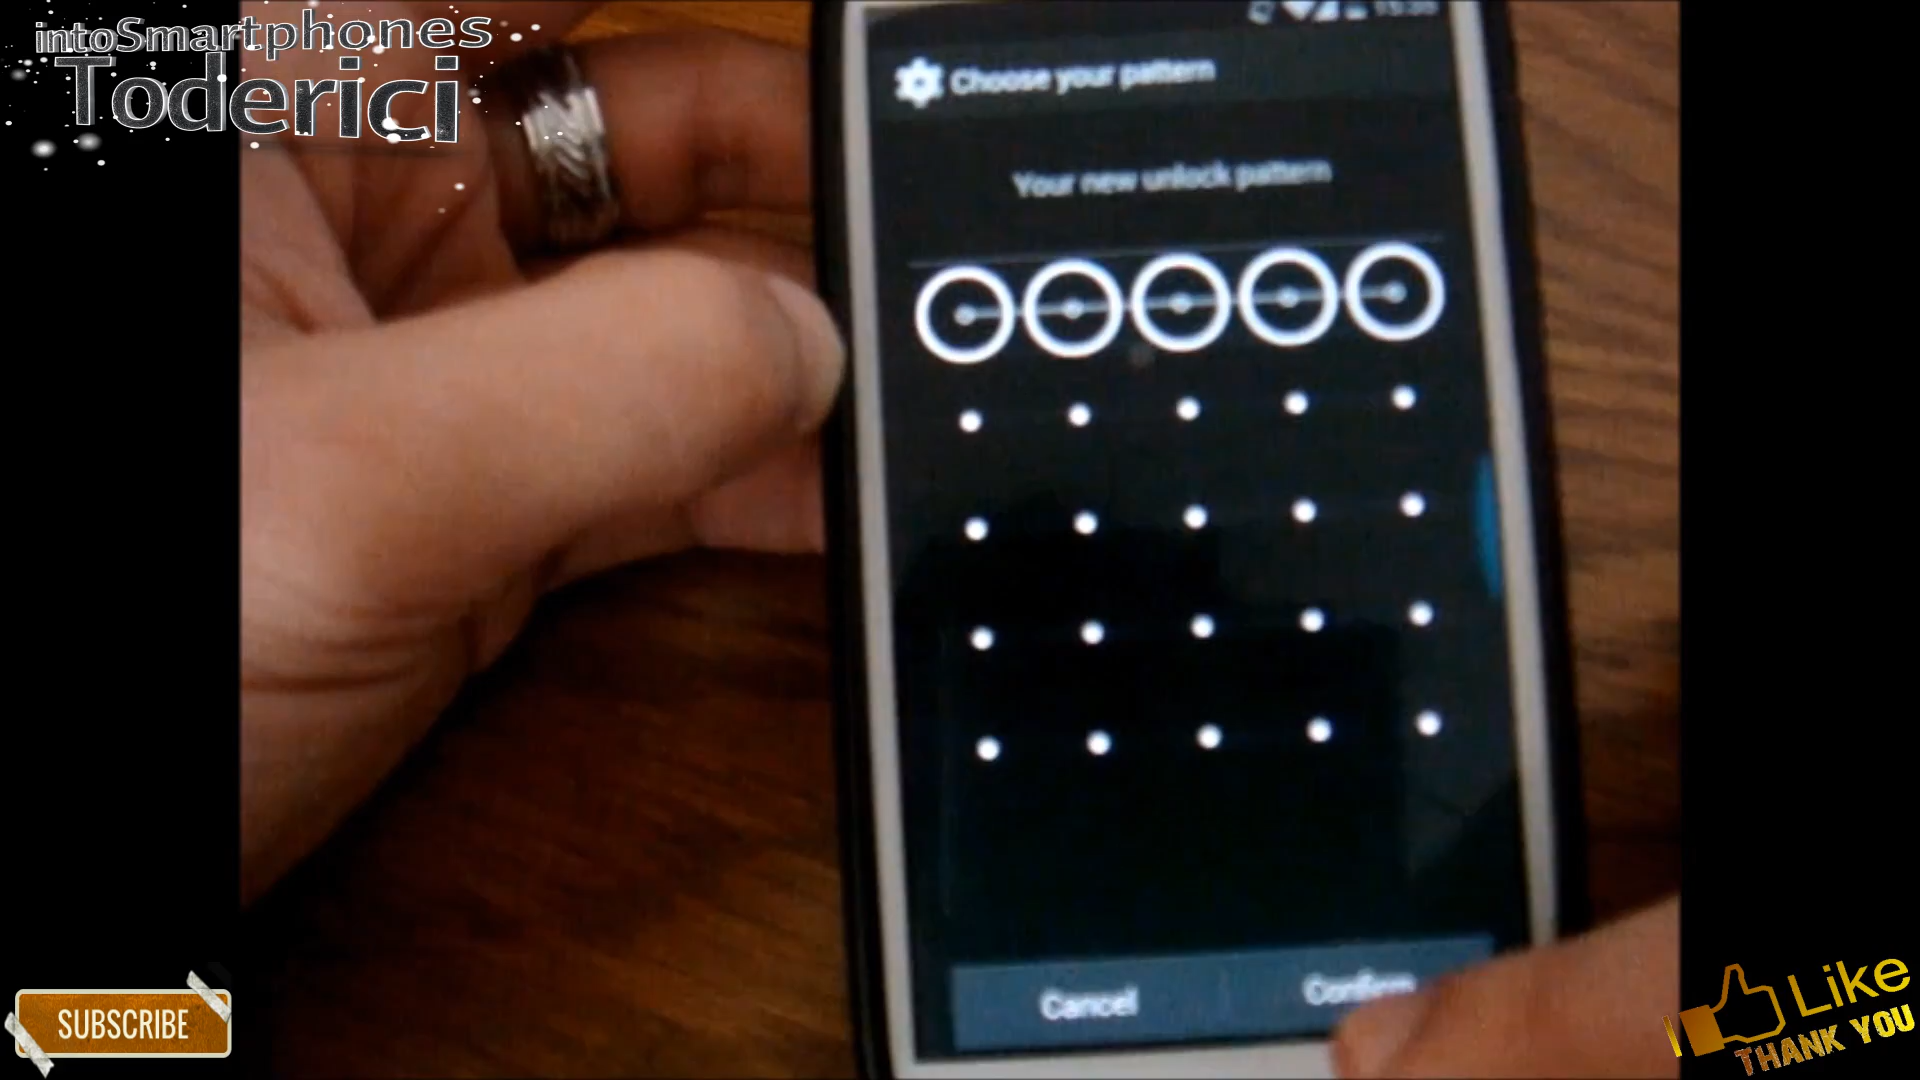 intoSmartphones
Toderici
Choose your pattern
Your new unlock pattern
Cancel
Confirm
SUBSCRIBE
Like
THANK YOU